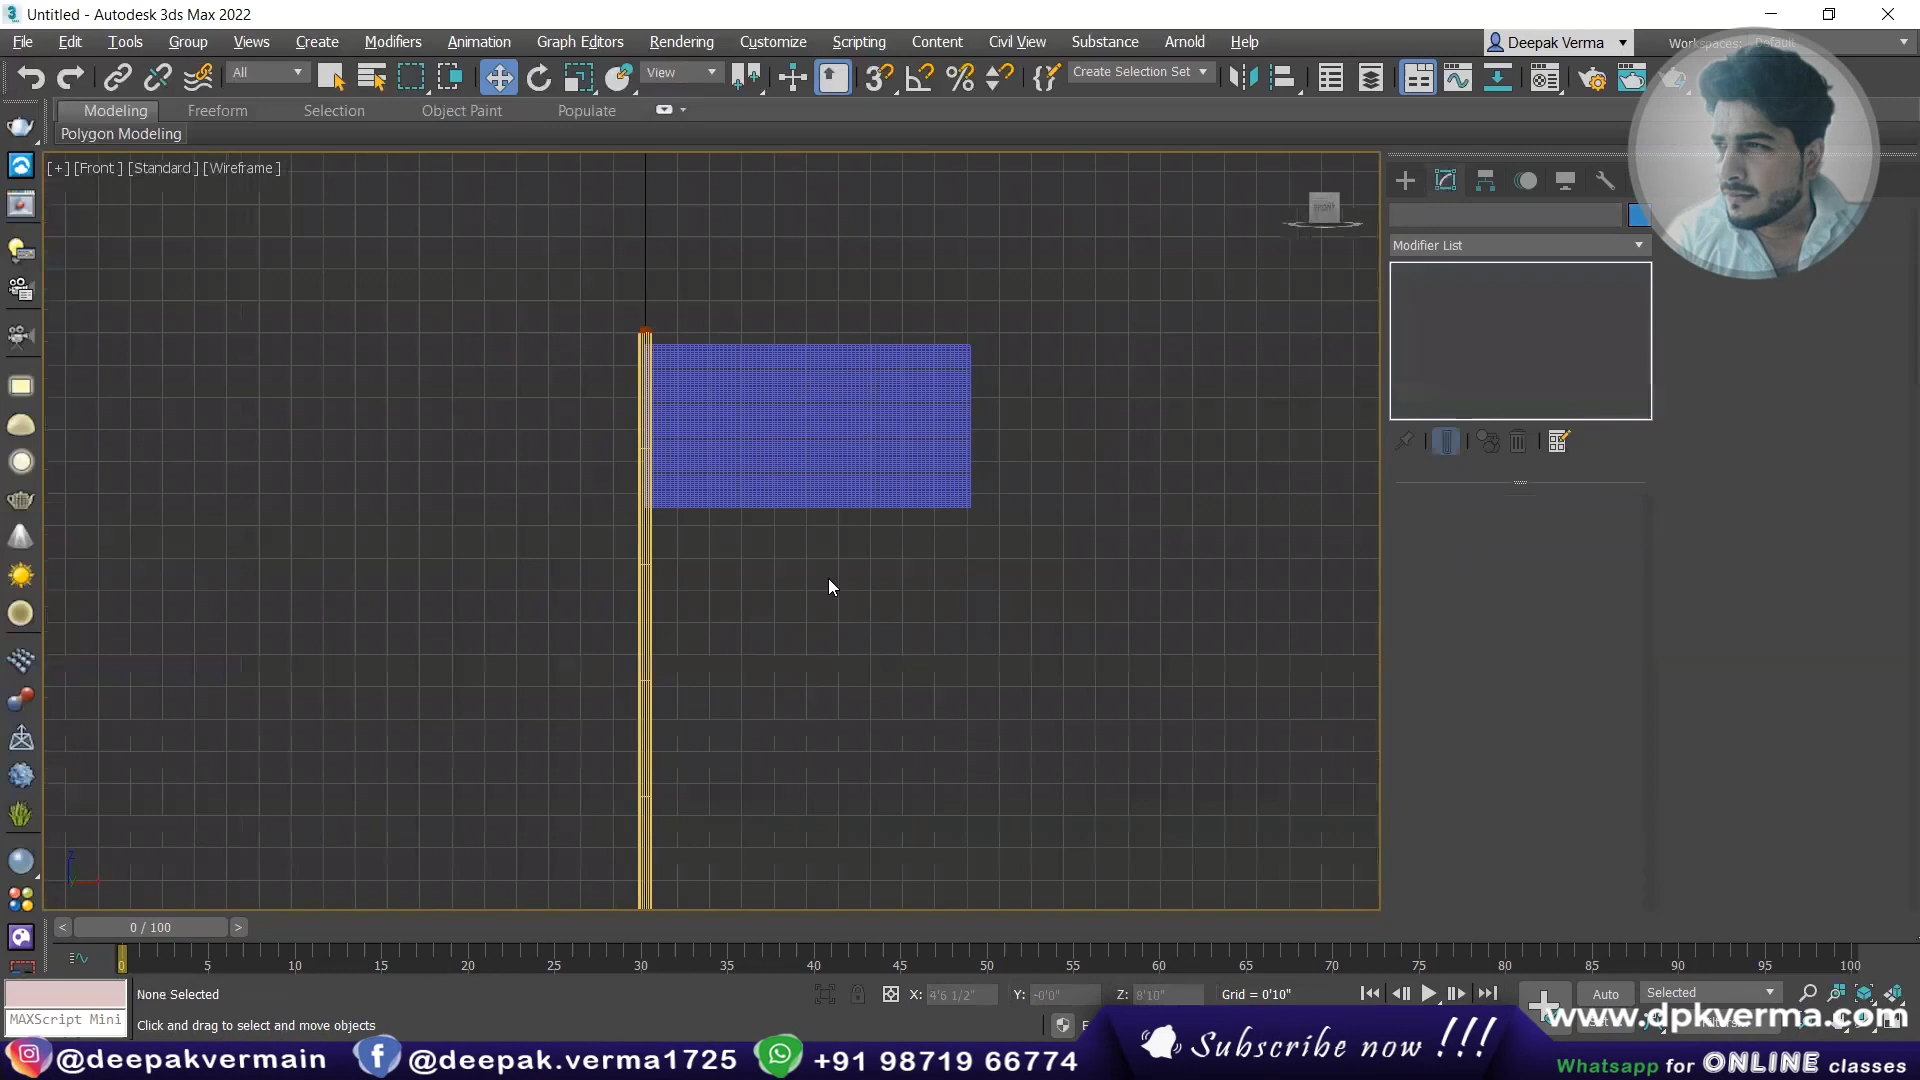 Untitled - Autodesk 3ds Max 2022
File Edit Tools Group Views Create Modifiers Animation Graph Editors Rendering Customize Scripting Content Civil View Substance Arnold Help Deepak Verma Workspaces: Default
All View Create Selection Set
Modeling Freeform Selection Object Paint Populate
Polygon Modeling
[+] [Front ] [Standard ] [Wireframe ]
FRONT
Modifier List
z
0 / 100
0 5 10 15 20 25 30 35 40 45 50 55 60 65 70 75 80 85 90 95 100
None Selected X: 4'6 1/2" Y: -0'0" Z: 8'10" Grid = 0'10" Auto Selected
MAXScript Mini Click and drag to select and move objects
www.dpkverma.com
@deepakvermain @deepak.verma1725 +91 98719 66774 Subscribe now !!! Whatsapp for ONLINE classes